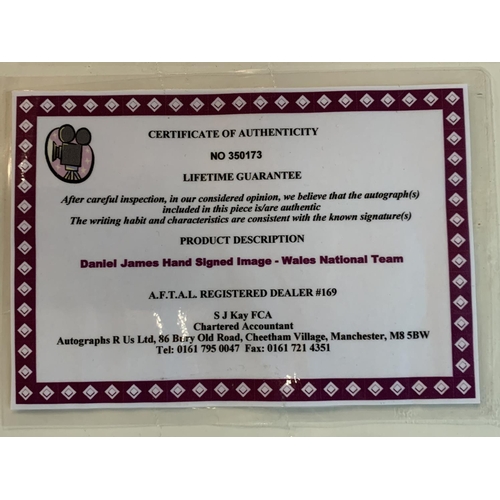 CERTIFICATE OF AUTHENTICITY
NO 350173
LIFETIME GUARANTEE
After careful inspection, in our considered opinion, we believe that the autograph(s)
included in this piece is/are authentic
The writing habit and characteristics are consistent with the known signature(s)
PRODUCT DESCRIPTION
Daniel James Hand Signed Image - Wales National Team
A.F.T.A.L. REGISTERED DEALER #169
S J Kay FCA
Chartered Accountant
Autographs R Us Ltd, 86 Bury Old Road, Cheetham Village, Manchester, M8 5BW
Tel: 0161 795 0047 Fax: 0161 721 4351